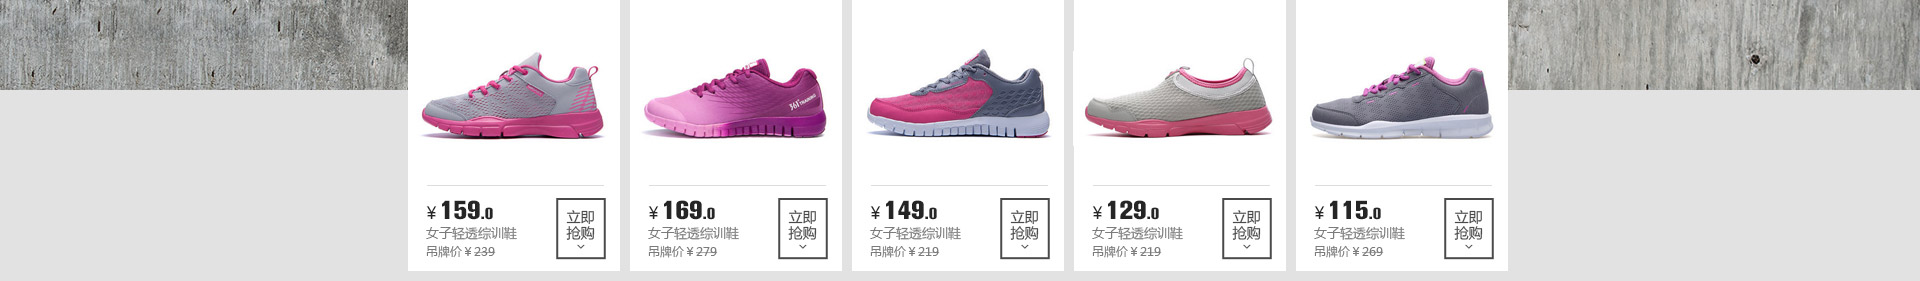 361° TRAINING
¥ 159.0
女子轻透综训鞋
吊牌价 ¥ 239
立即
抢购
¥ 169.0
女子轻透综训鞋
吊牌价 ¥ 279
立即
抢购
¥ 149.0
女子轻透综训鞋
吊牌价 ¥ 219
立即
抢购
¥ 129.0
女子轻透综训鞋
吊牌价 ¥ 219
立即
抢购
¥ 115.0
女子轻透综训鞋
吊牌价 ¥ 269
立即
抢购